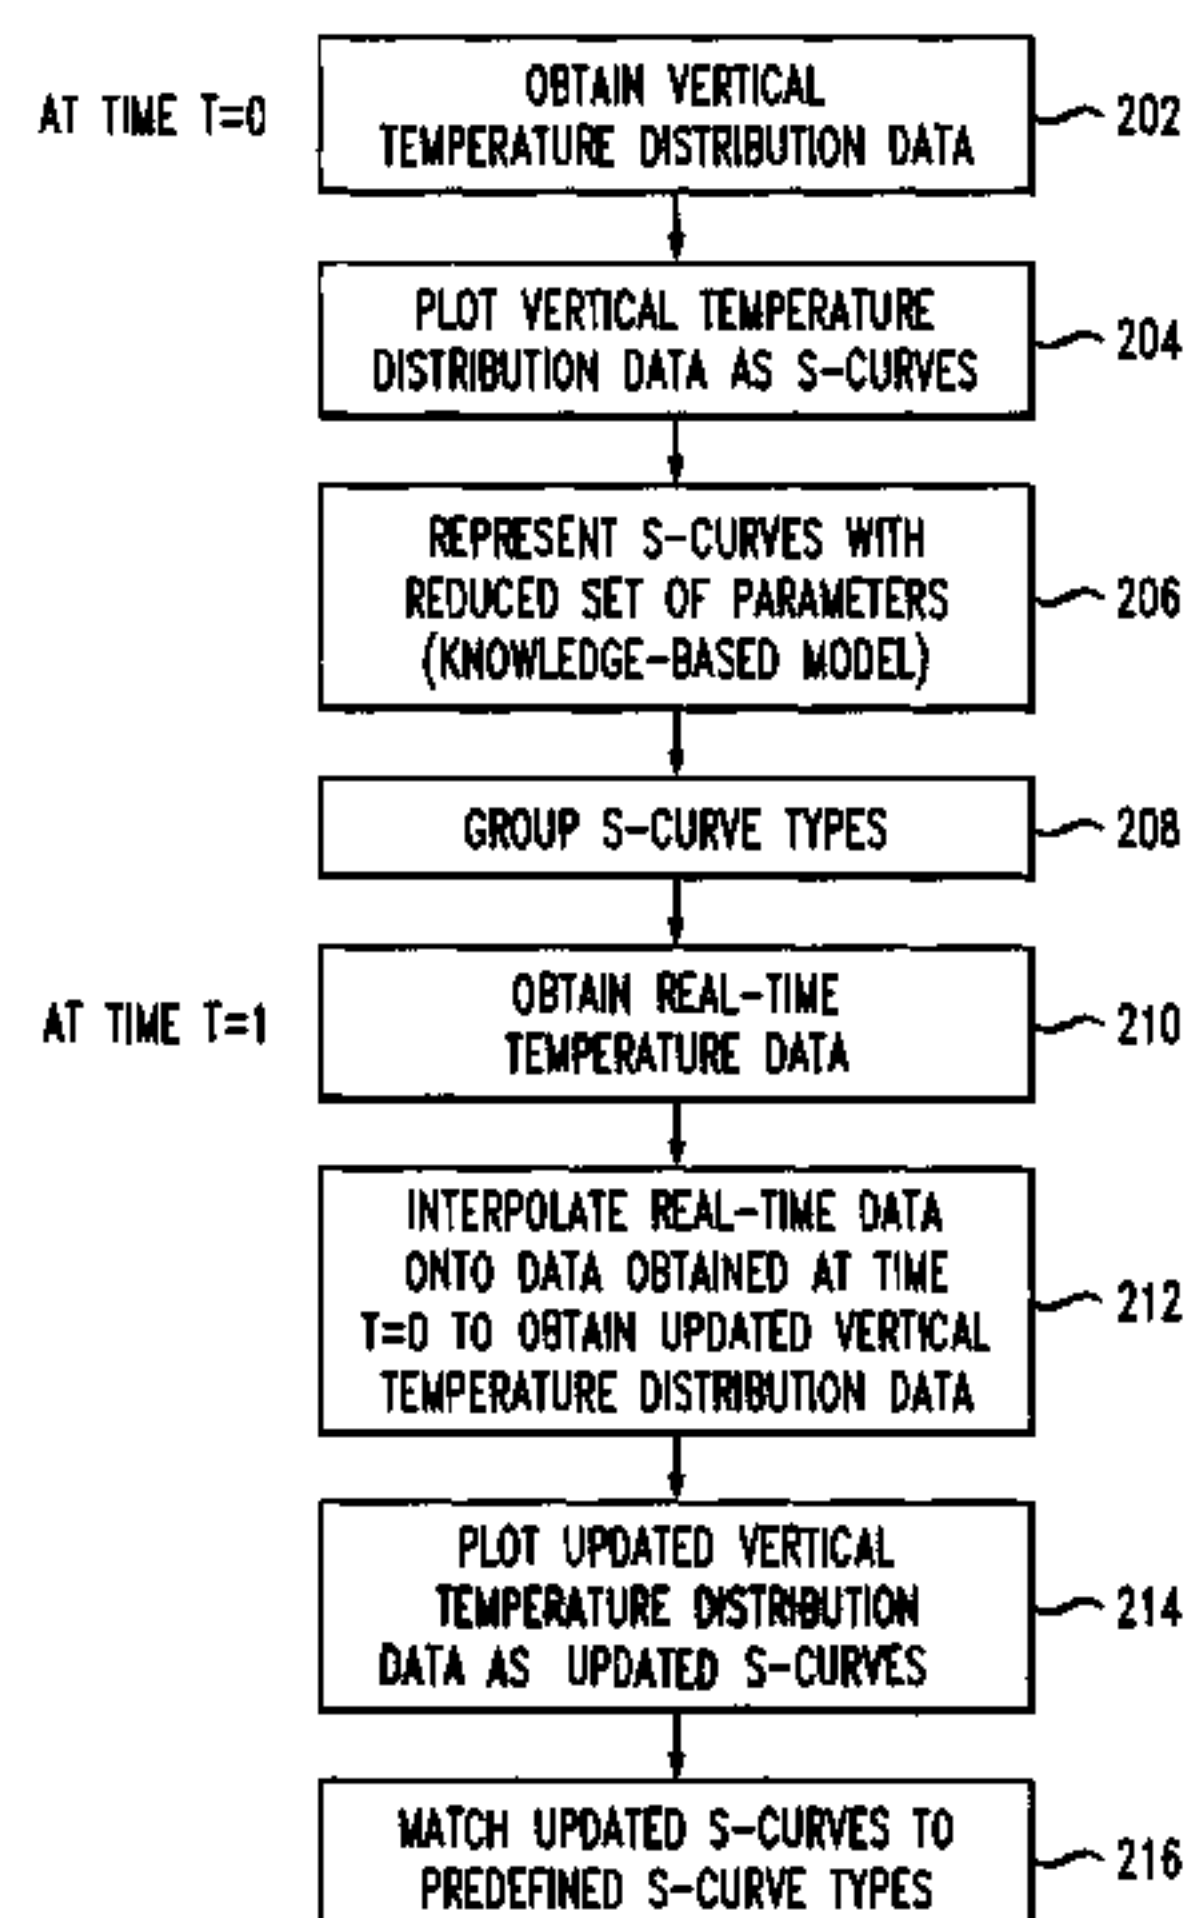 OBTAIN VERTICAL
AT TIME T=0
202
TEMPERATURE DISTRIBUTION DATA
PLOT VERTICAL TEMPERATURE
204
DISTRIBUTION DATA AS S-CURVES
REPRESENT S-CURVES WITH
REDUCED SET OF PARAMETERS
206
(KNOWLEDGE-BASED MODEL)
GROUP S-CURVE TYPES
208
OBTAIN REAL-TIME
AT TIME T=1
210
TEMPERATURE DATA
INTERPOLATE REAL-TIME DATA
ONTO DATA OBTAINED AT TIME
212
T=0 TO OBTAIN UPDATED VERTICAL
TEMPERATURE DISTRIBUTION DATA
PLOT UPDATED VERTICAL
TEMPERATURE DISTRIBUTION
214
DATA AS UPDATED S-CURVES
MATCH UPDATED S-CURVES TO
216
PREDEFINED S-CURVE TYPES